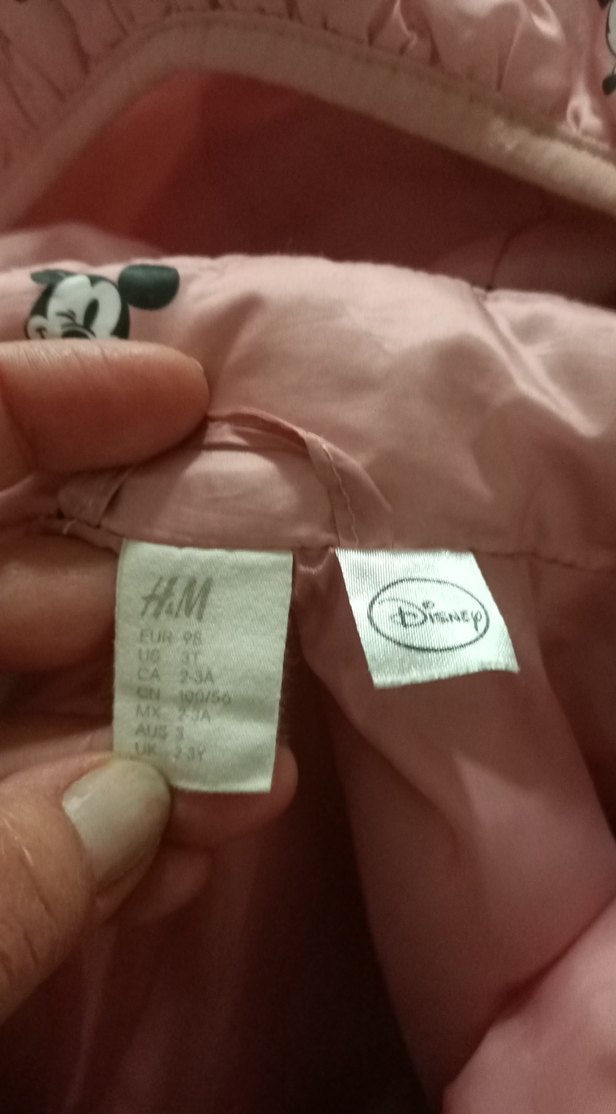 H&M
EUR 98
US 3T
CA 2-3A
CN 100/56
MX 2-3A
AUS 3
UK 2-3Y
Disney